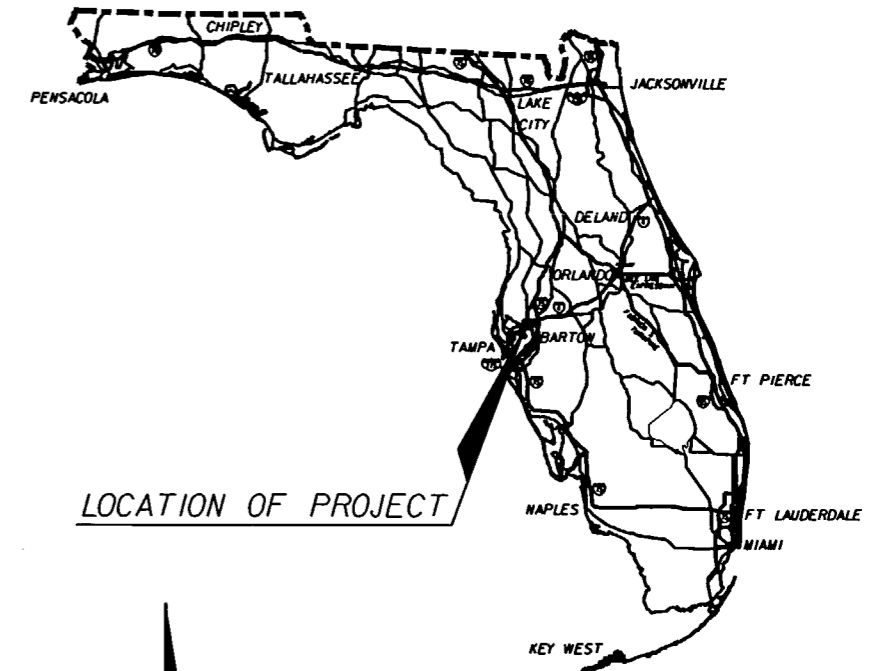 CHIPLEY
TALLAHASSEE
PENSACOLA
JACKSONVILLE
LAKE
CITY
DELAND
ORLANDO
TAMPA
BARTON
FT PIERCE
LOCATION OF PROJECT
NAPLES
FT LAUDERDALE
MIAMI
KEY WEST